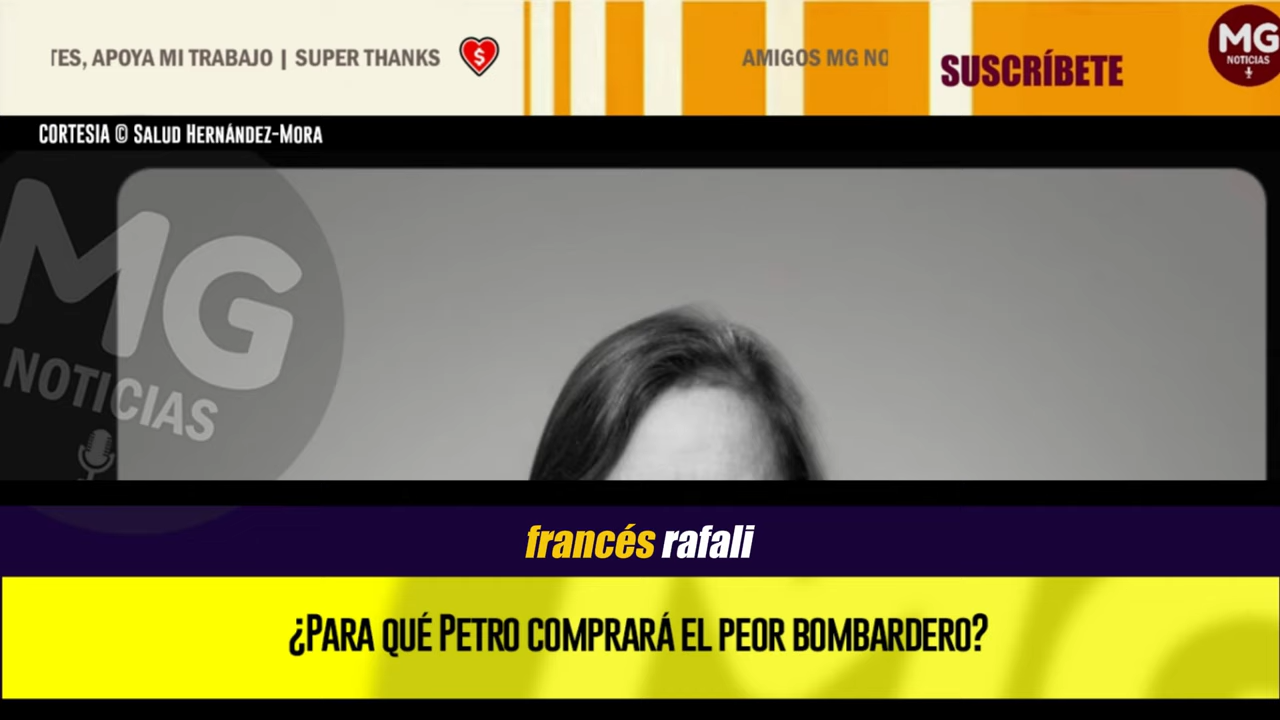 TES, APOYA MI TRABAJO | SUPER THANKS
$
AMIGOS MG NO
SUSCRÍBETE
MG
NOTICIAS
CORTESIA © SALUD HERNÁNDEZ-MORA
MG
NOTICIAS
francés rafali
¿PARA QUÉ PETRO COMPRARÁ EL PEOR BOMBARDERO?